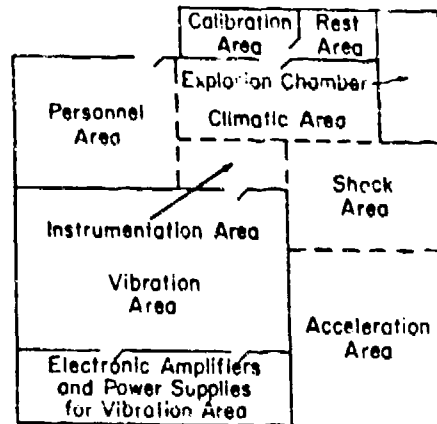 Calibration
Area
Rest
Area
Explorion Chamber
Personnel
Area
Climatic Area
Shock
Area
Instrumentation Area
Vibration
Area
Acceleration
Area
Electronic Amplifiers
and Power Supplies
for Vibration Area